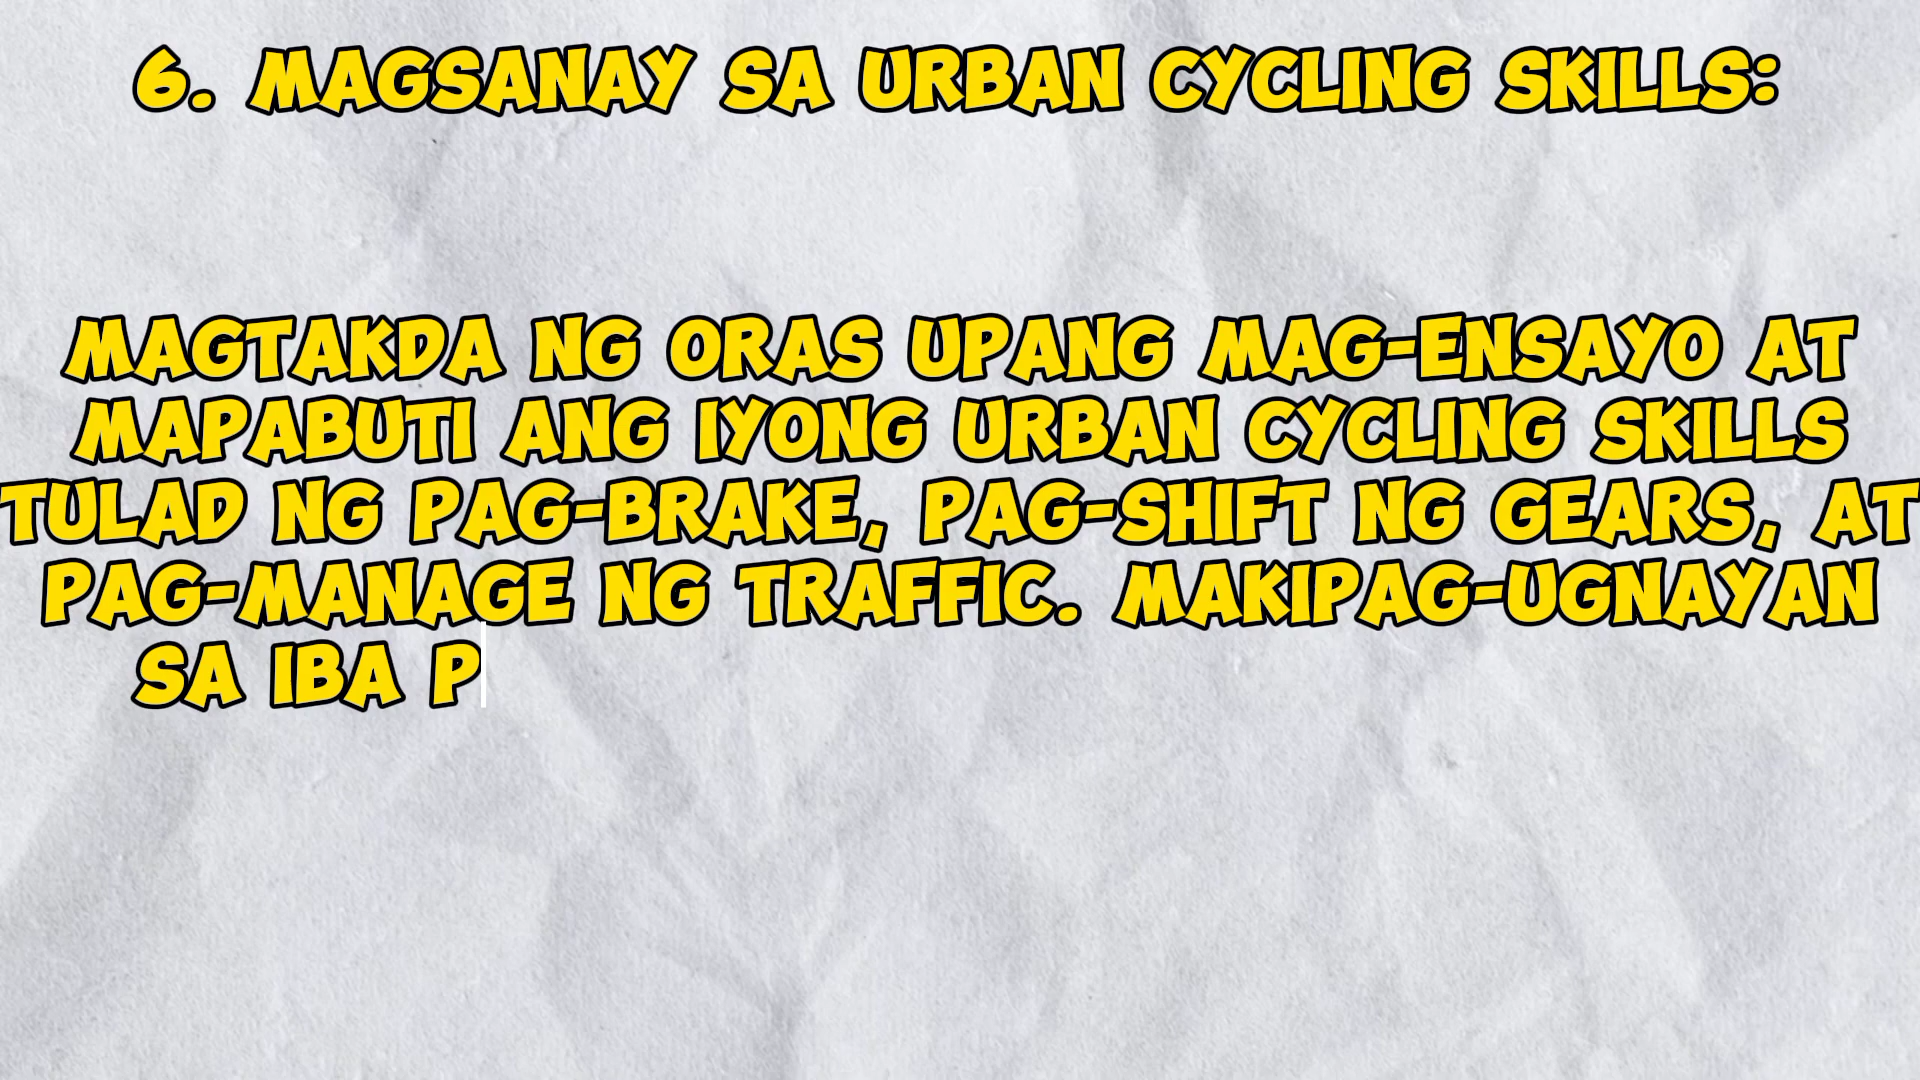 6. MAGSANAY SA URBAN CYCLING SKILLS:
MAGTAKDA NG ORAS UPANG MAG-ENSAYO AT
MAPABUTI ANG IYONG URBAN CYCLING SKILLS
TULAD NG PAG-BRAKE, PAG-SHIFT NG GEARS, AT
PAG-MANAGE NG TRAFFIC. MAKIPAG-UGNAYAN
SA IBA P